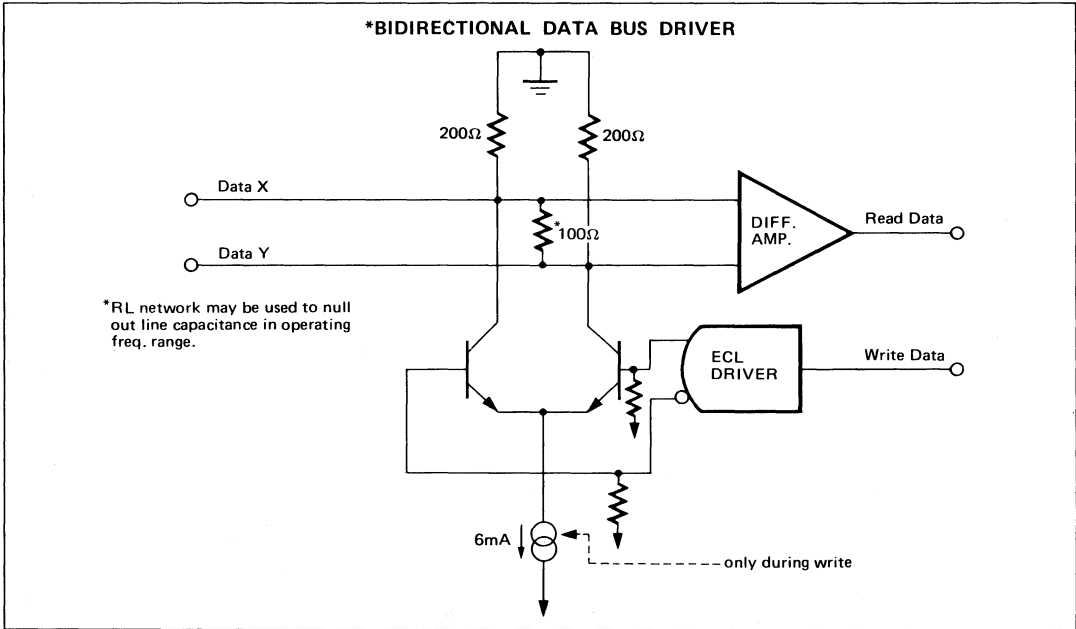 *BIDIRECTIONAL DATA BUS DRIVER
200Ω
200Ω
Data X
*100Ω
DIFF.
AMP.
Read Data
Data Y
*RL network may be used to null
out line capacitance in operating
freq. range.
ECL
DRIVER
Write Data
6mA
only during write